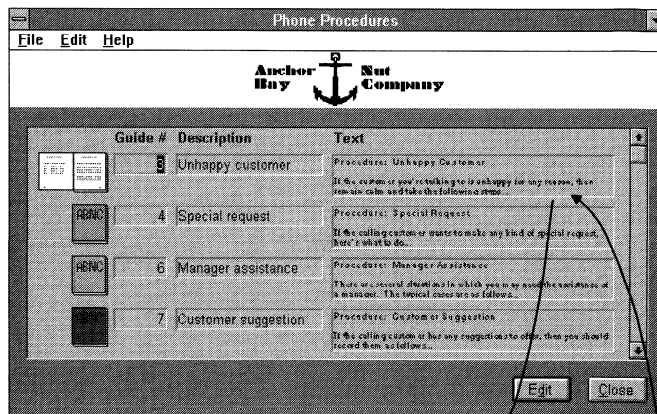 Phone Procedures
File Edit Help
Anchor Nut
Bay Company
Guide # Description Text
3 Unhappy customer
Procedure: Unhappy Customer
If the customer you're talking to is unhappy for any reason, then
remain calm and take the following steps...
ABNC 4 Special request
Procedure: Special Request
If the calling customer wants to make any kind of special request,
here's what to do...
ABNC 6 Manager assistance
Procedure: Manager Assistance
There are several situations in which you may need the assistance of
a manager. The typical cases are as follows...
ABNC 7 Customer suggestion
Procedure: Customer Suggestion
If the calling customer has any suggestions to offer, then you should
record them as follows...
Edit Close